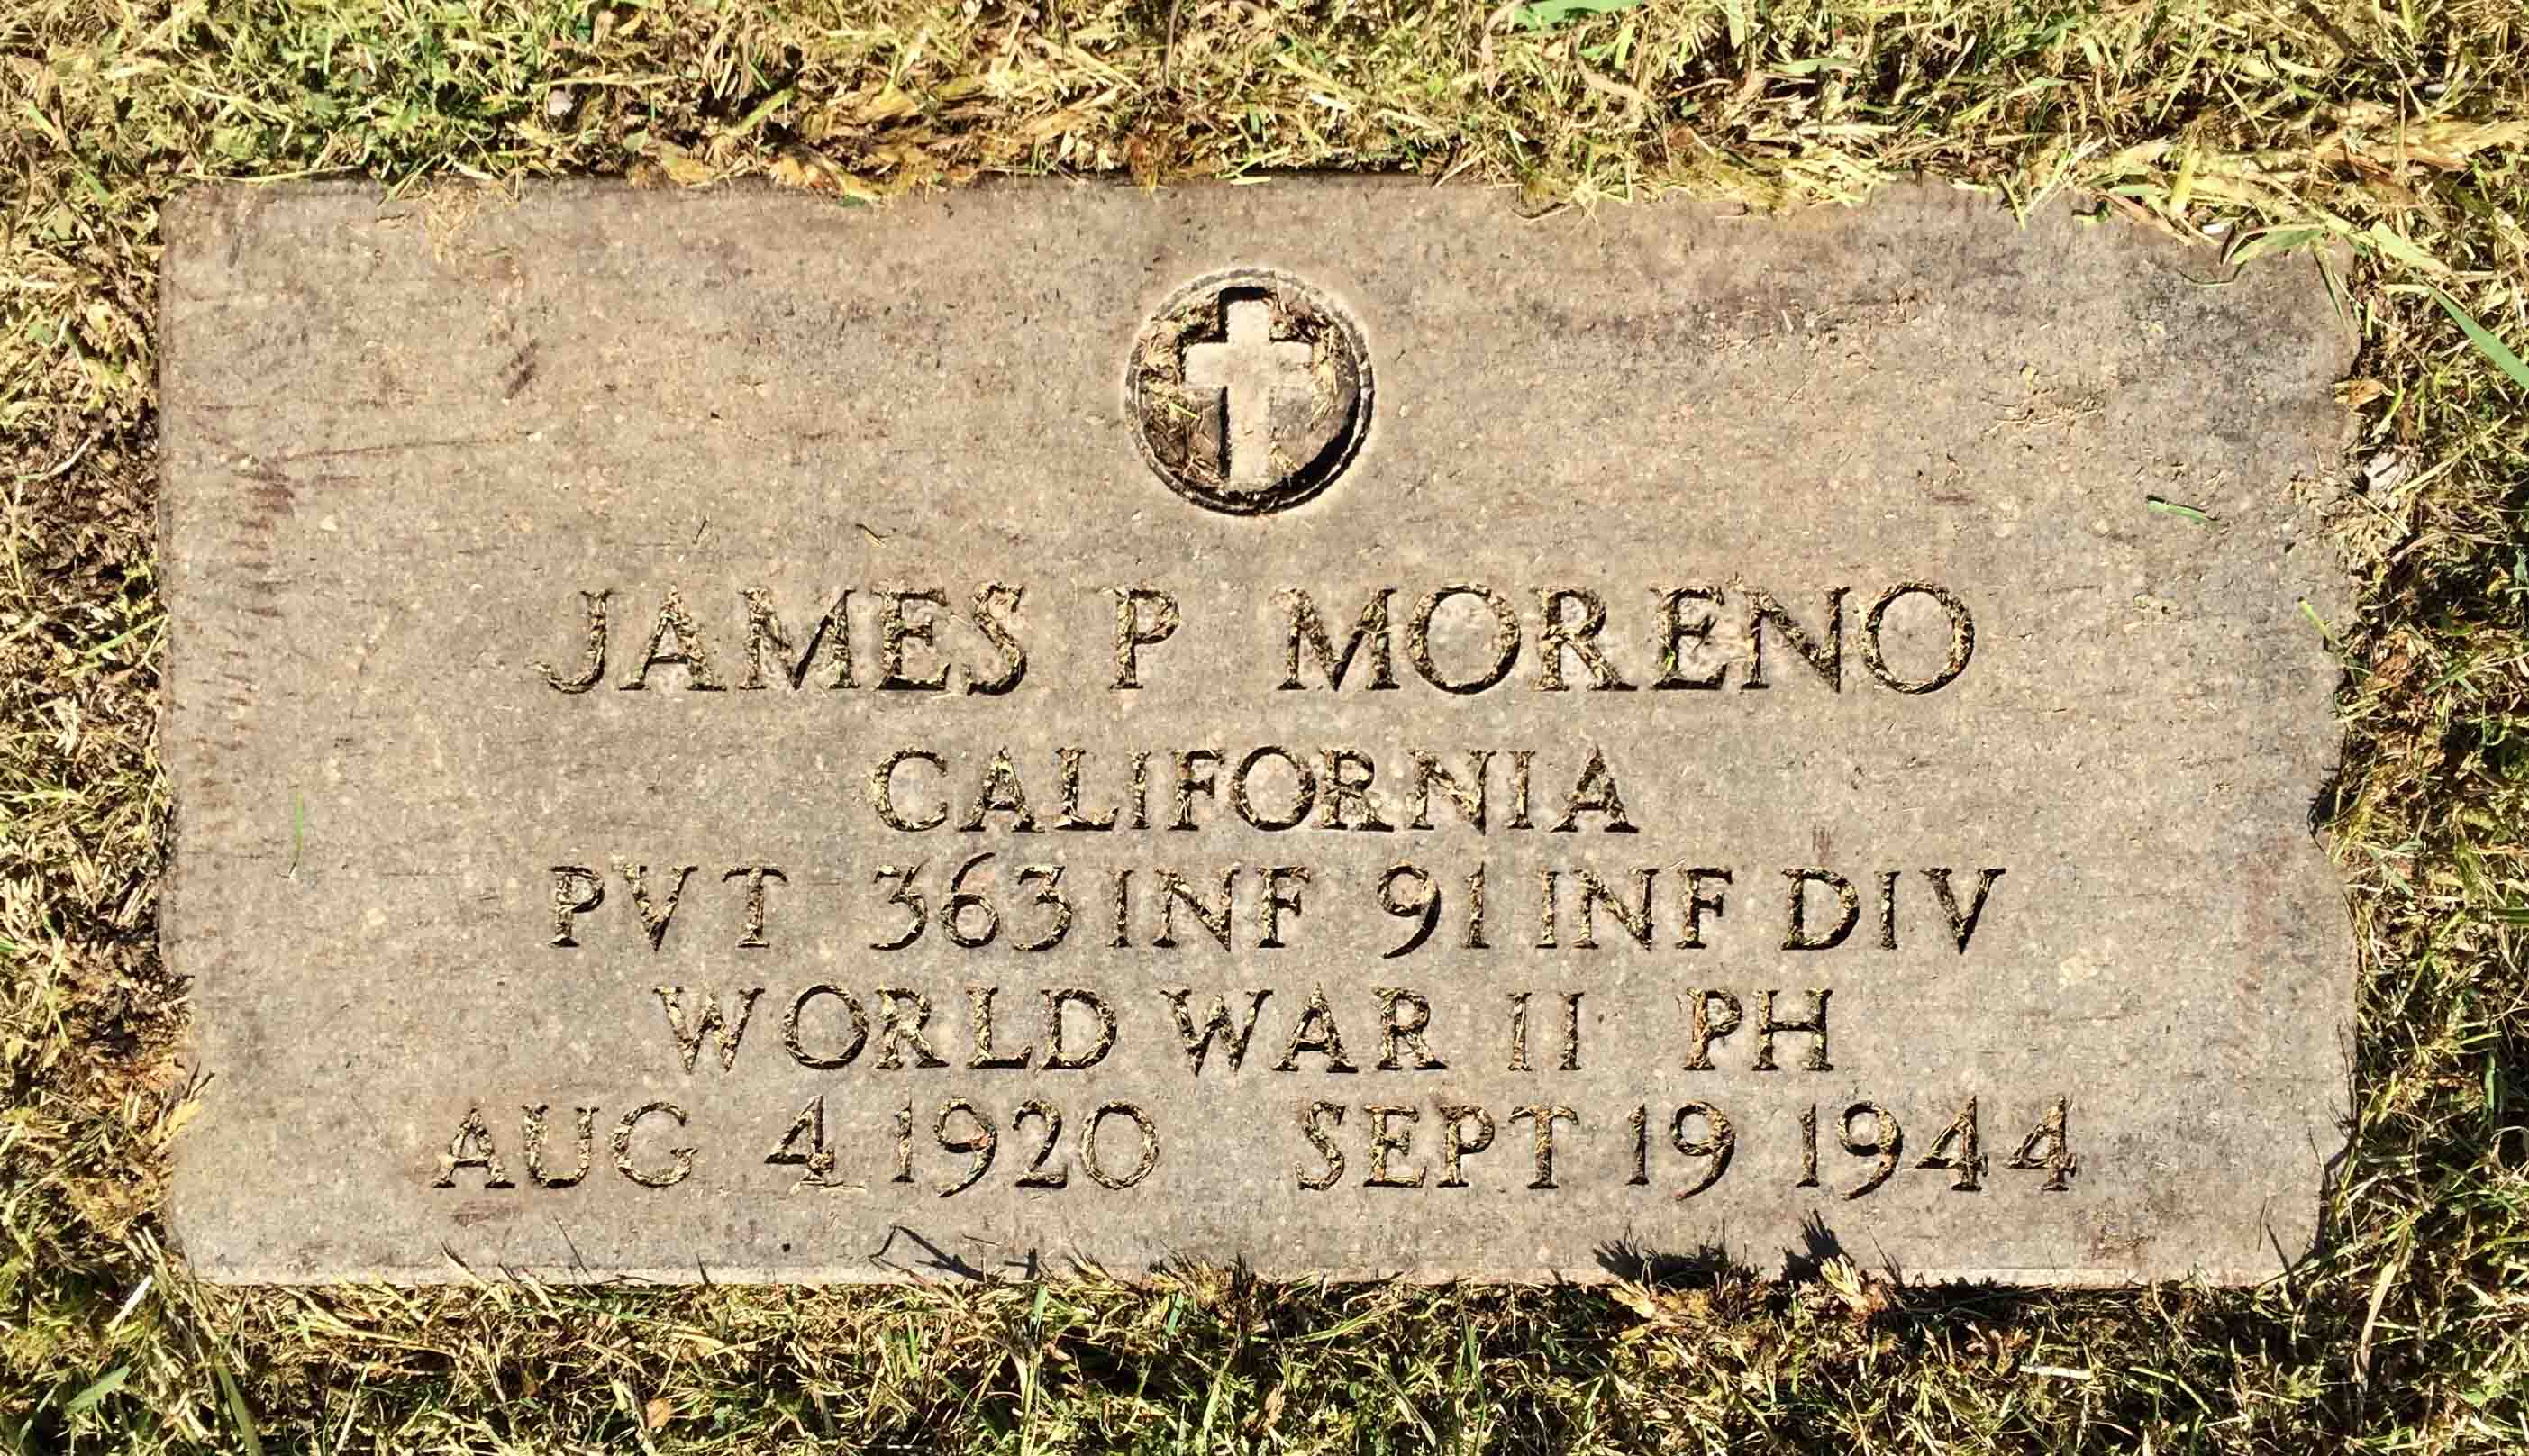 JAMES P MORENO
CALIFORNIA
PVT 363 INF 91 INF DIV
WORLD WAR II PH
AUG 4 1920 SEPT 19 1944